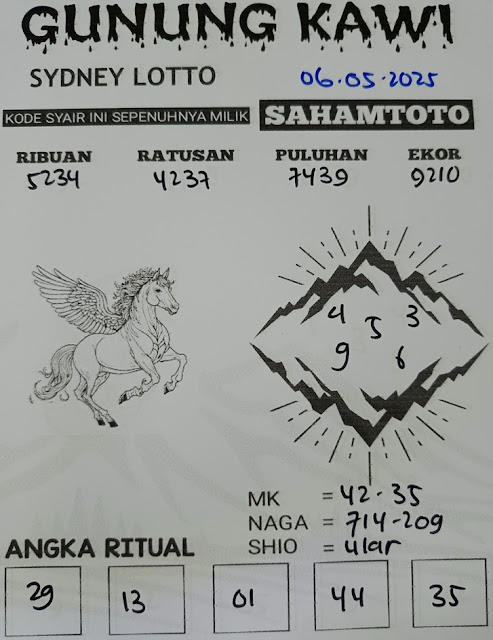 GUNUNG KAWI
SYDNEY LOTTO 06.05.2025
KODE SYAIR INI SEPENUHNYA MILIK SAHAMTOTO
RIBUAN RATUSAN PULUHAN EKOR
5234 4237 7439 9210
4 5 3
9 6
MK = 42-35
NAGA = 714-209
SHIO = ular
ANGKA RITUAL
29 13 01 44 35